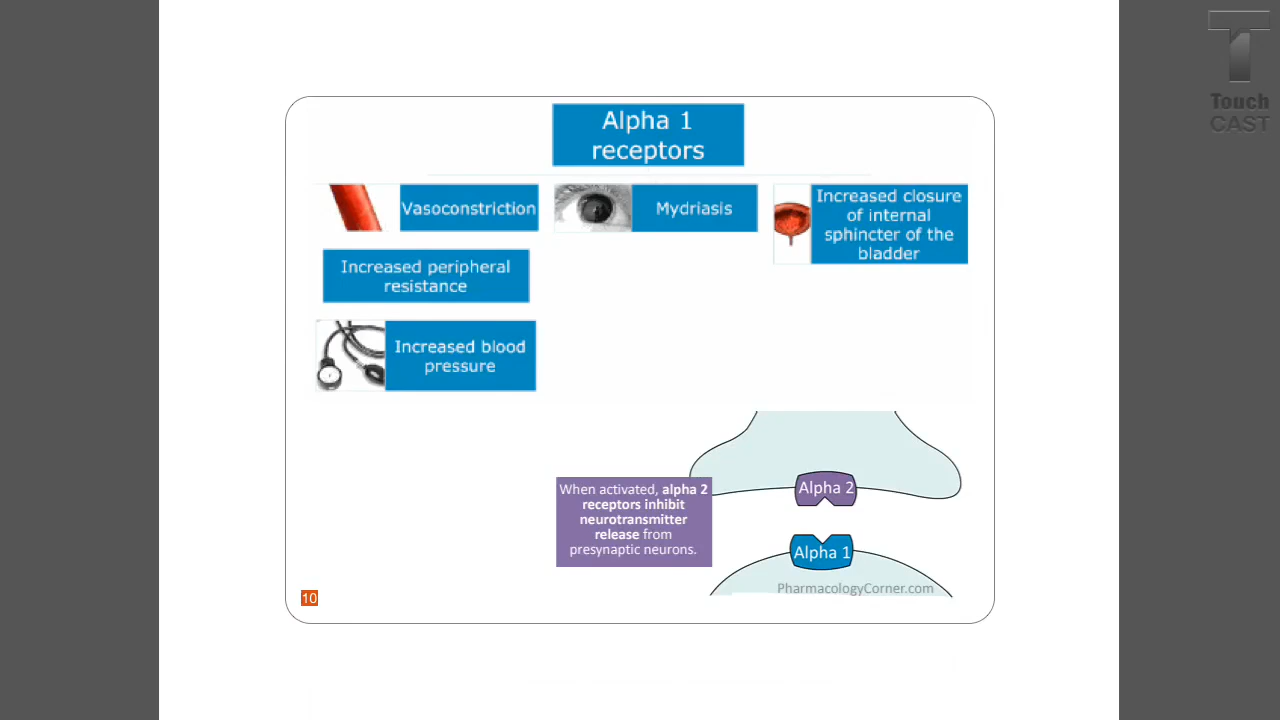 Touch
CAST
Alpha 1
receptors
Vasoconstriction
Mydriasis
Increased closure
of internal
sphincter of the
bladder
Increased peripheral
resistance
Increased blood
pressure
When activated, alpha 2
receptors inhibit
neurotransmitter
release from
presynaptic neurons.
Alpha 2
Alpha 1
PharmacologyCorner.com
10